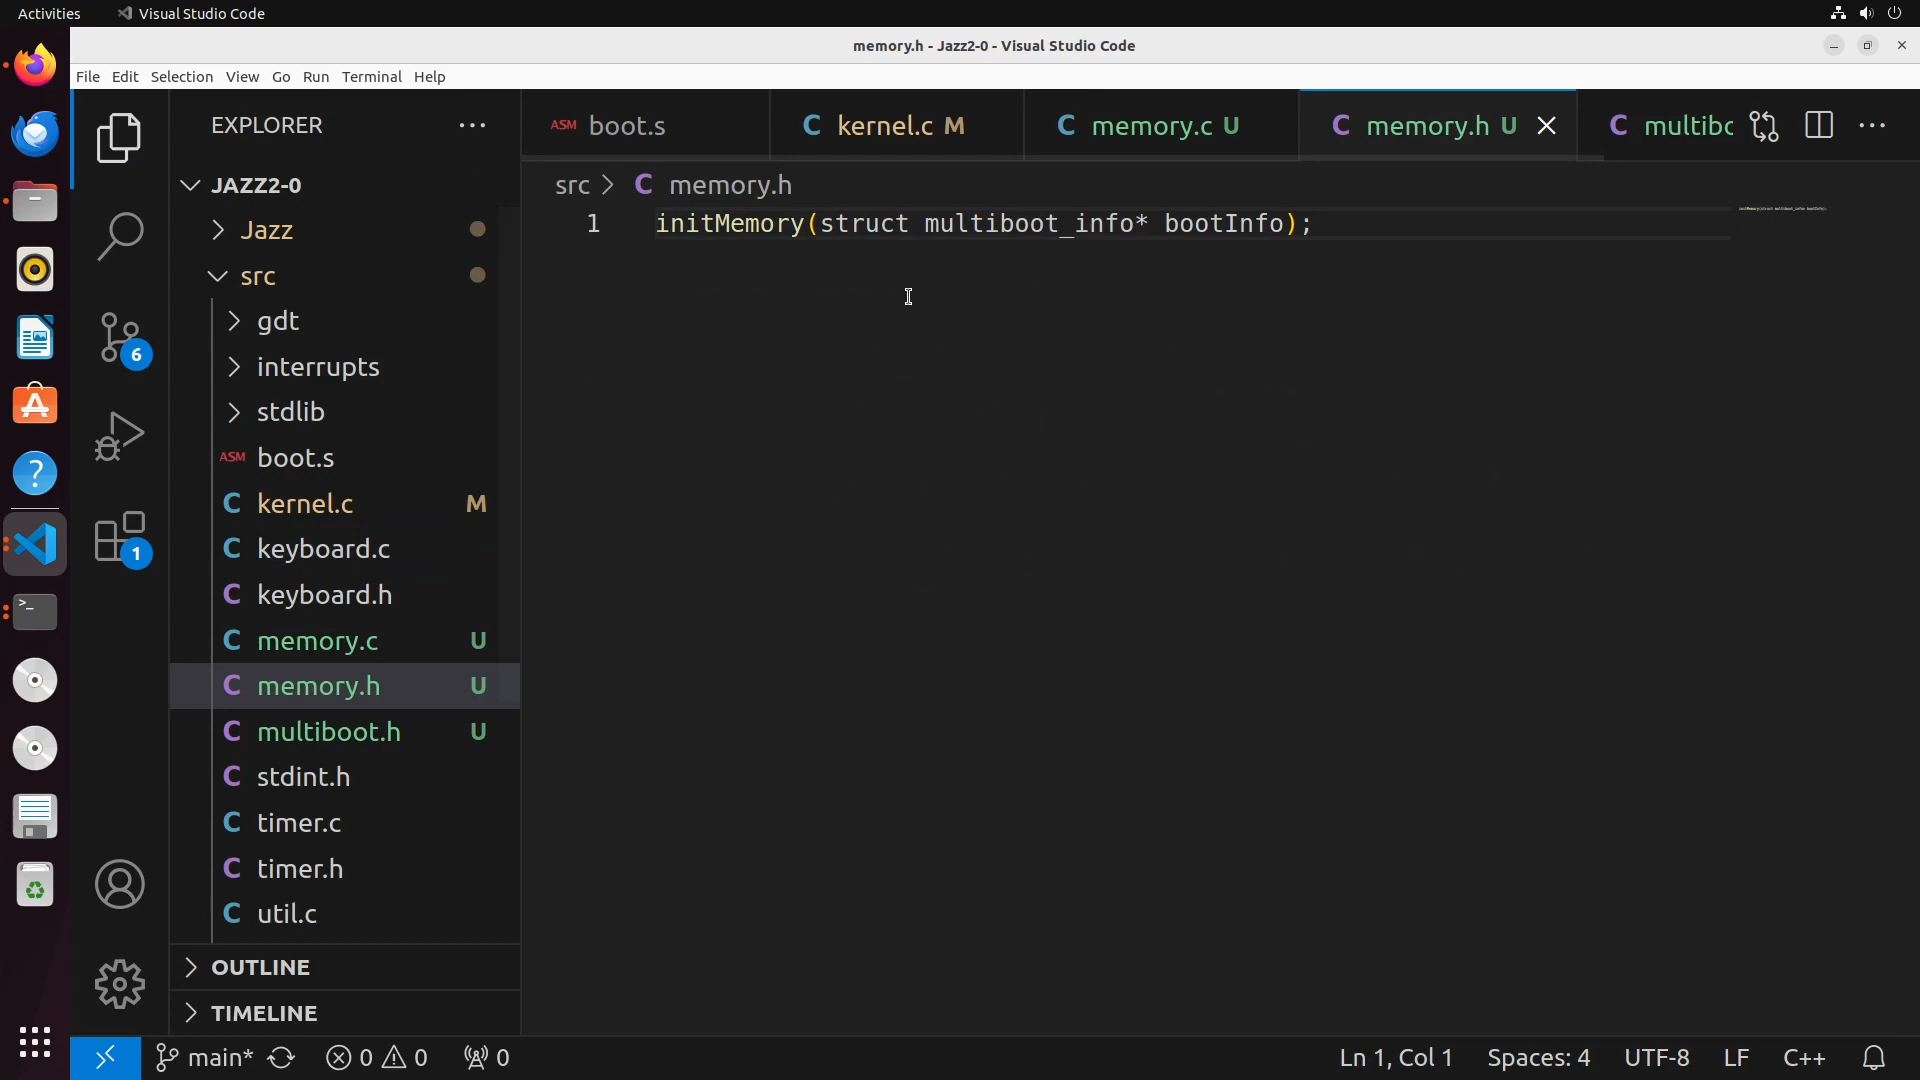 Activities
Visual Studio Code
memory.h - Jazz2-0 - Visual Studio Code
File Edit Selection View Go Run Terminal Help
EXPLORER
JAZZ2-0
Jazz
src
gdt
interrupts
stdlib
ASM boot.s
C kernel.c M
C keyboard.c
C keyboard.h
C memory.c U
C memory.h U
C multiboot.h U
C stdint.h
C timer.c
C timer.h
C util.c
OUTLINE
TIMELINE
6
1
ASM boot.s
C kernel.c M
C memory.c U
C memory.h U
C multibo
src > C memory.h
1 initMemory(struct multiboot_info* bootInfo);
main*
0
0
0
Ln 1, Col 1
Spaces: 4
UTF-8
LF
C++